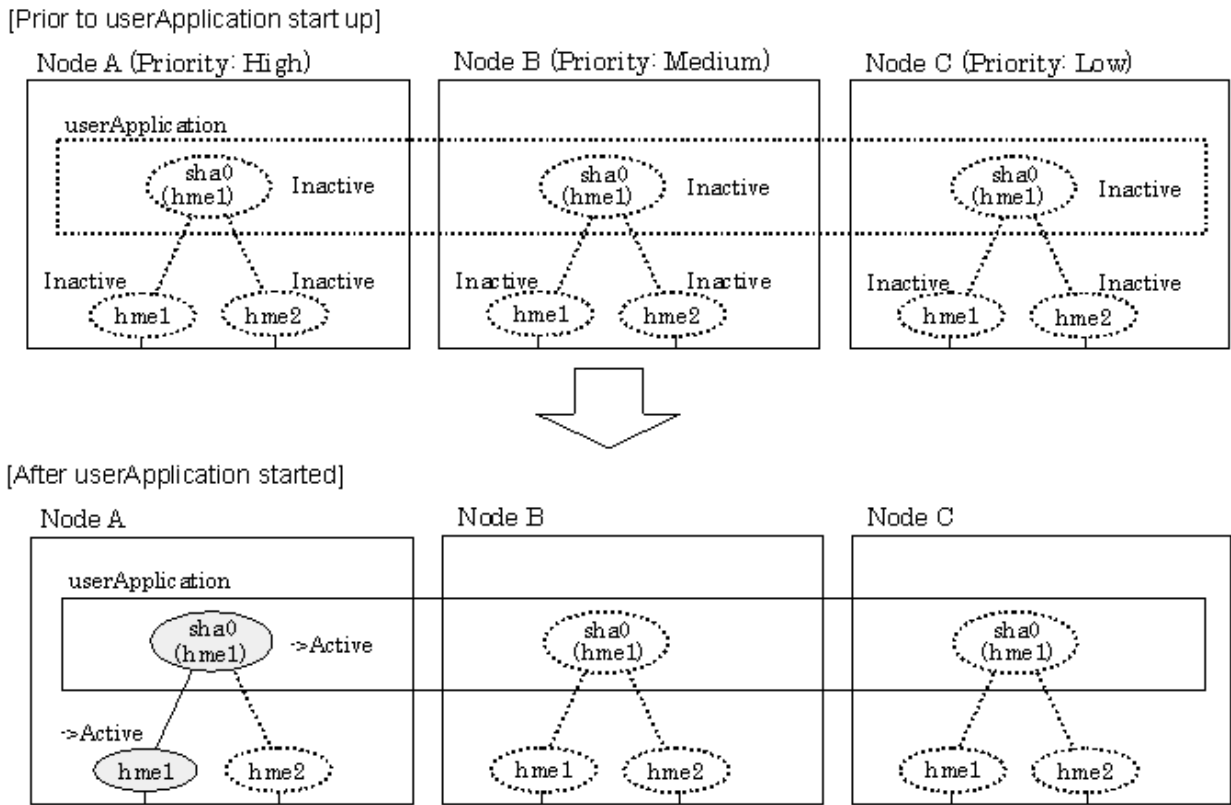 [Prior to userApplication start up]
Node A (Priority: High) Node B (Priority: Medium) Node C (Priority: Low)
userApplication
sha0 (hme1) Inactive sha0 (hme1) Inactive sha0 (hme1) Inactive
Inactive Inactive Inactive Inactive Inactive Inactive
hme1 hme2 hme1 hme2 hme1 hme2
[After userApplication started]
Node A Node B Node C
userApplication
sha0 (hme1) ->Active sha0 (hme1) sha0 (hme1)
->Active
hme1 hme2 hme1 hme2 hme1 hme2